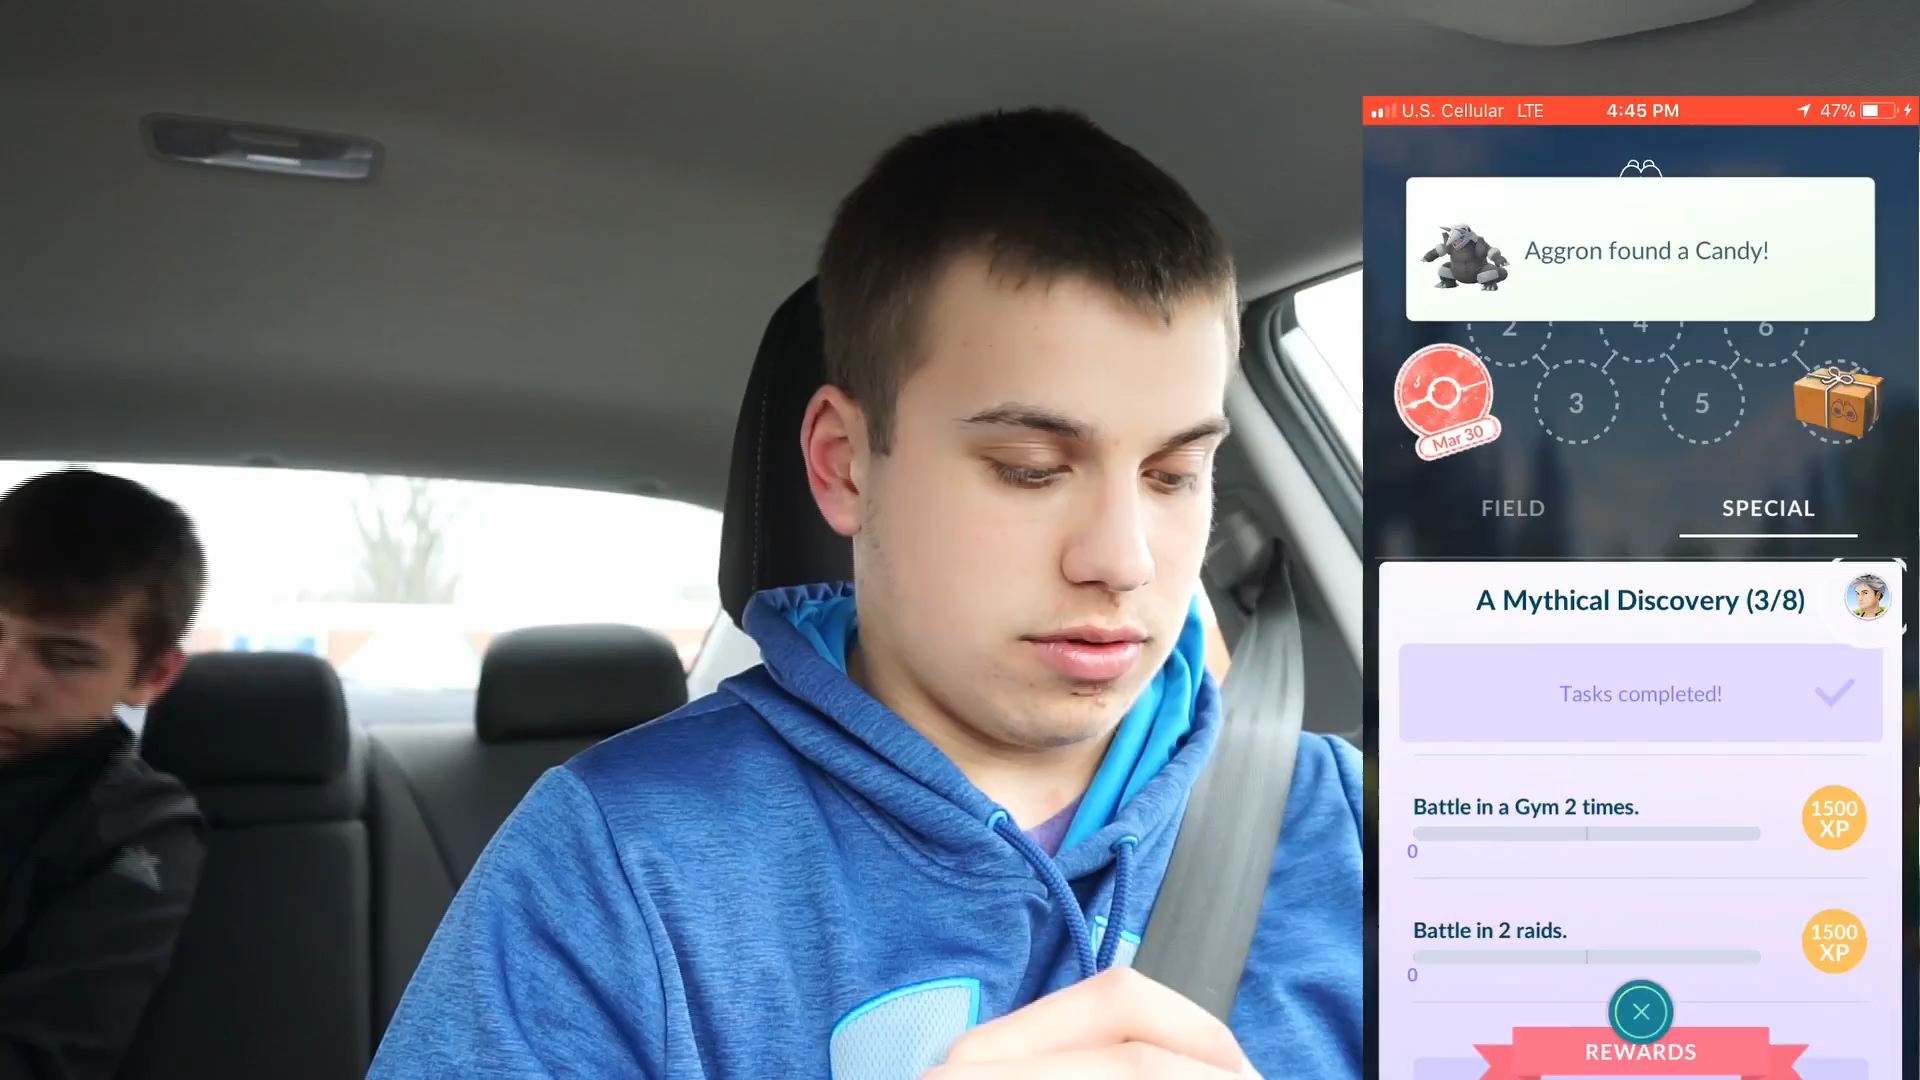 U.S. Cellular LTE 4:45 PM 47%
Aggron found a Candy!
2 4 6
Mar 30
3 5
FIELD SPECIAL
A Mythical Discovery (3/8)
Tasks completed!
Battle in a Gym 2 times.
0
1500
XP
Battle in 2 raids.
0
1500
XP
REWARDS